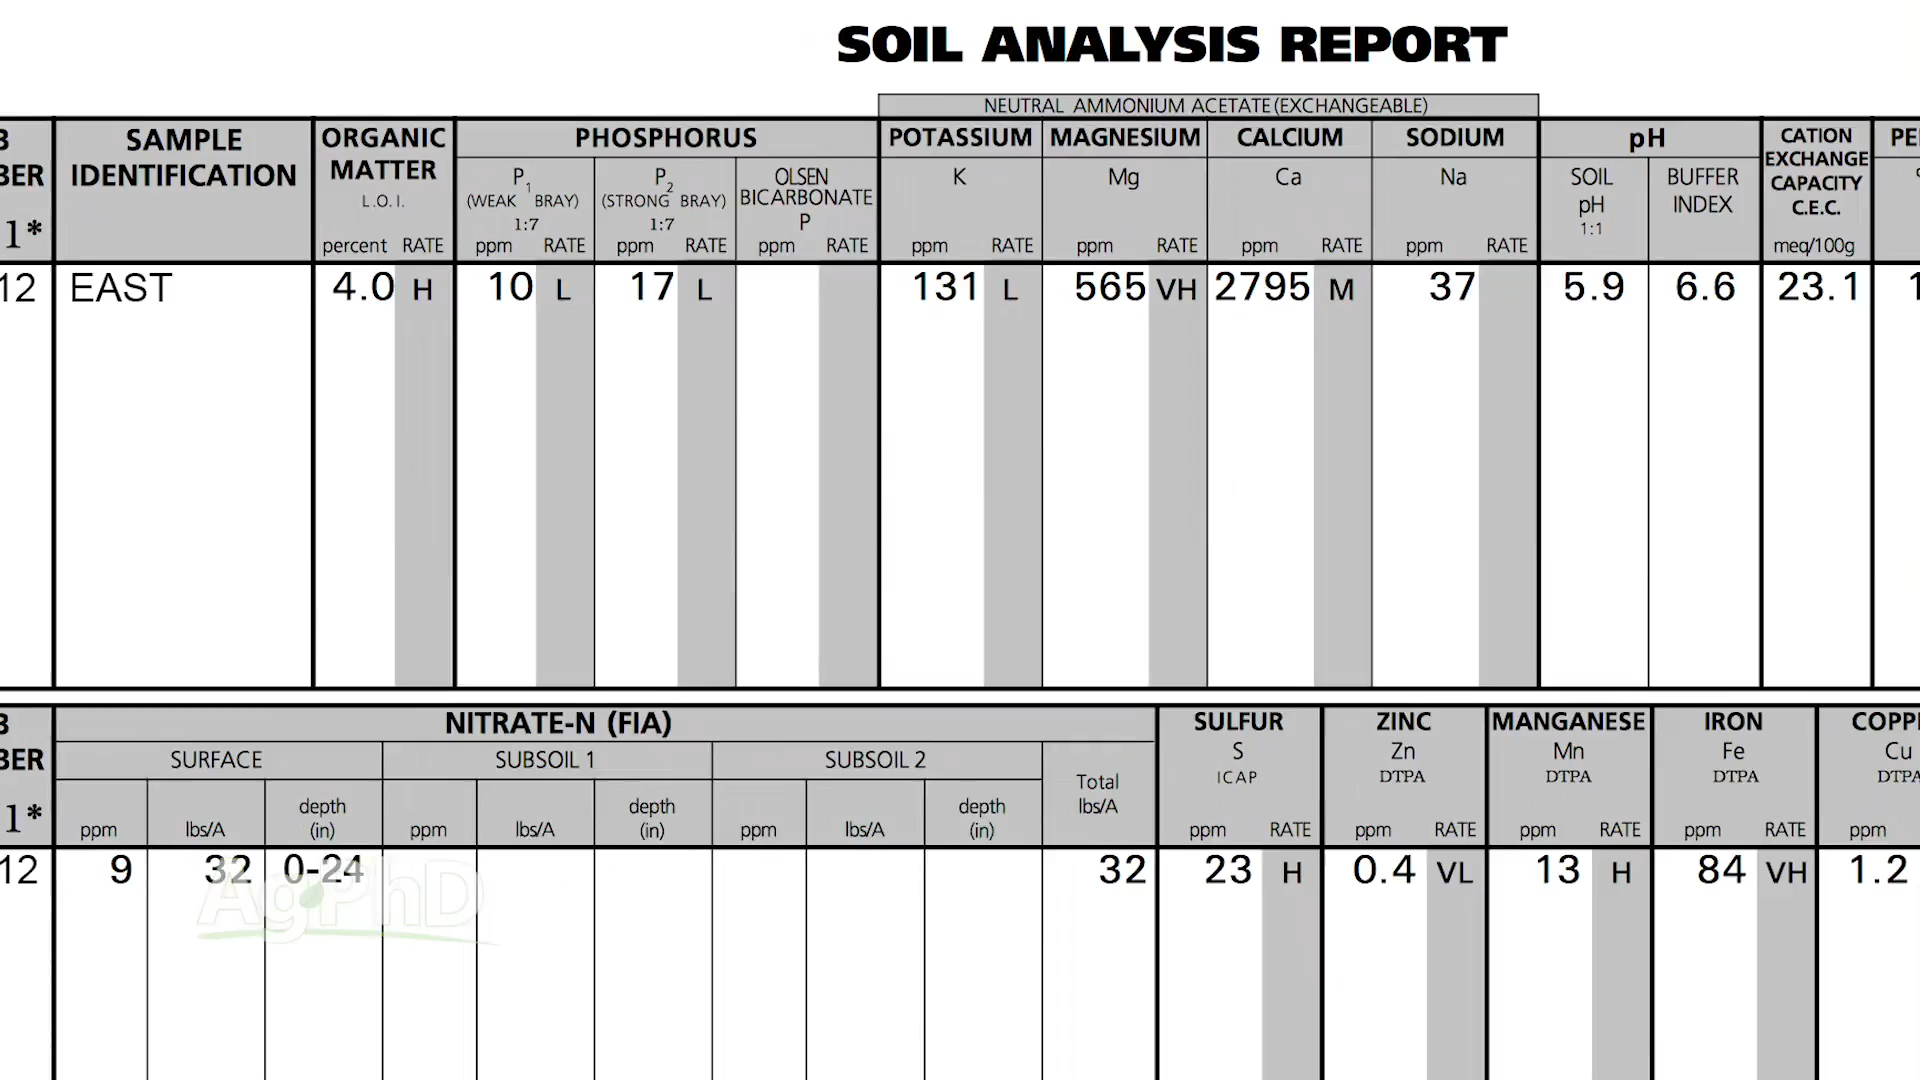 SOIL ANALYSIS REPORT
NEUTRAL AMMONIUM ACETATE (EXCHANGEABLE)
SAMPLE IDENTIFICATION
ORGANIC MATTER
L.O.I.
percent RATE
PHOSPHORUS
P1 (WEAK BRAY) 1:7
ppm RATE
P2 (STRONG BRAY) 1:7
ppm RATE
OLSEN BICARBONATE P
ppm RATE
POTASSIUM
K
ppm RATE
MAGNESIUM
Mg
ppm RATE
CALCIUM
Ca
ppm RATE
SODIUM
Na
ppm RATE
pH
SOIL pH 1:1
BUFFER INDEX
CATION EXCHANGE CAPACITY C.E.C.
meq/100g
BER
1*
12 EAST 4.0 H 10 L 17 L 131 L 565 VH 2795 M 37 5.9 6.6 23.1 1
NITRATE-N (FIA)
SURFACE
ppm lbs/A depth (in)
SUBSOIL 1
ppm lbs/A depth (in)
SUBSOIL 2
ppm lbs/A depth (in)
Total lbs/A
SULFUR
S
ICAP
ppm RATE
ZINC
Zn
DTPA
ppm RATE
MANGANESE
Mn
DTPA
ppm RATE
IRON
Fe
DTPA
ppm RATE
COPP
Cu
DTPA
ppm
BER
1*
12 9 32 0-24 32 23 H 0.4 VL 13 H 84 VH 1.2
AgPhD